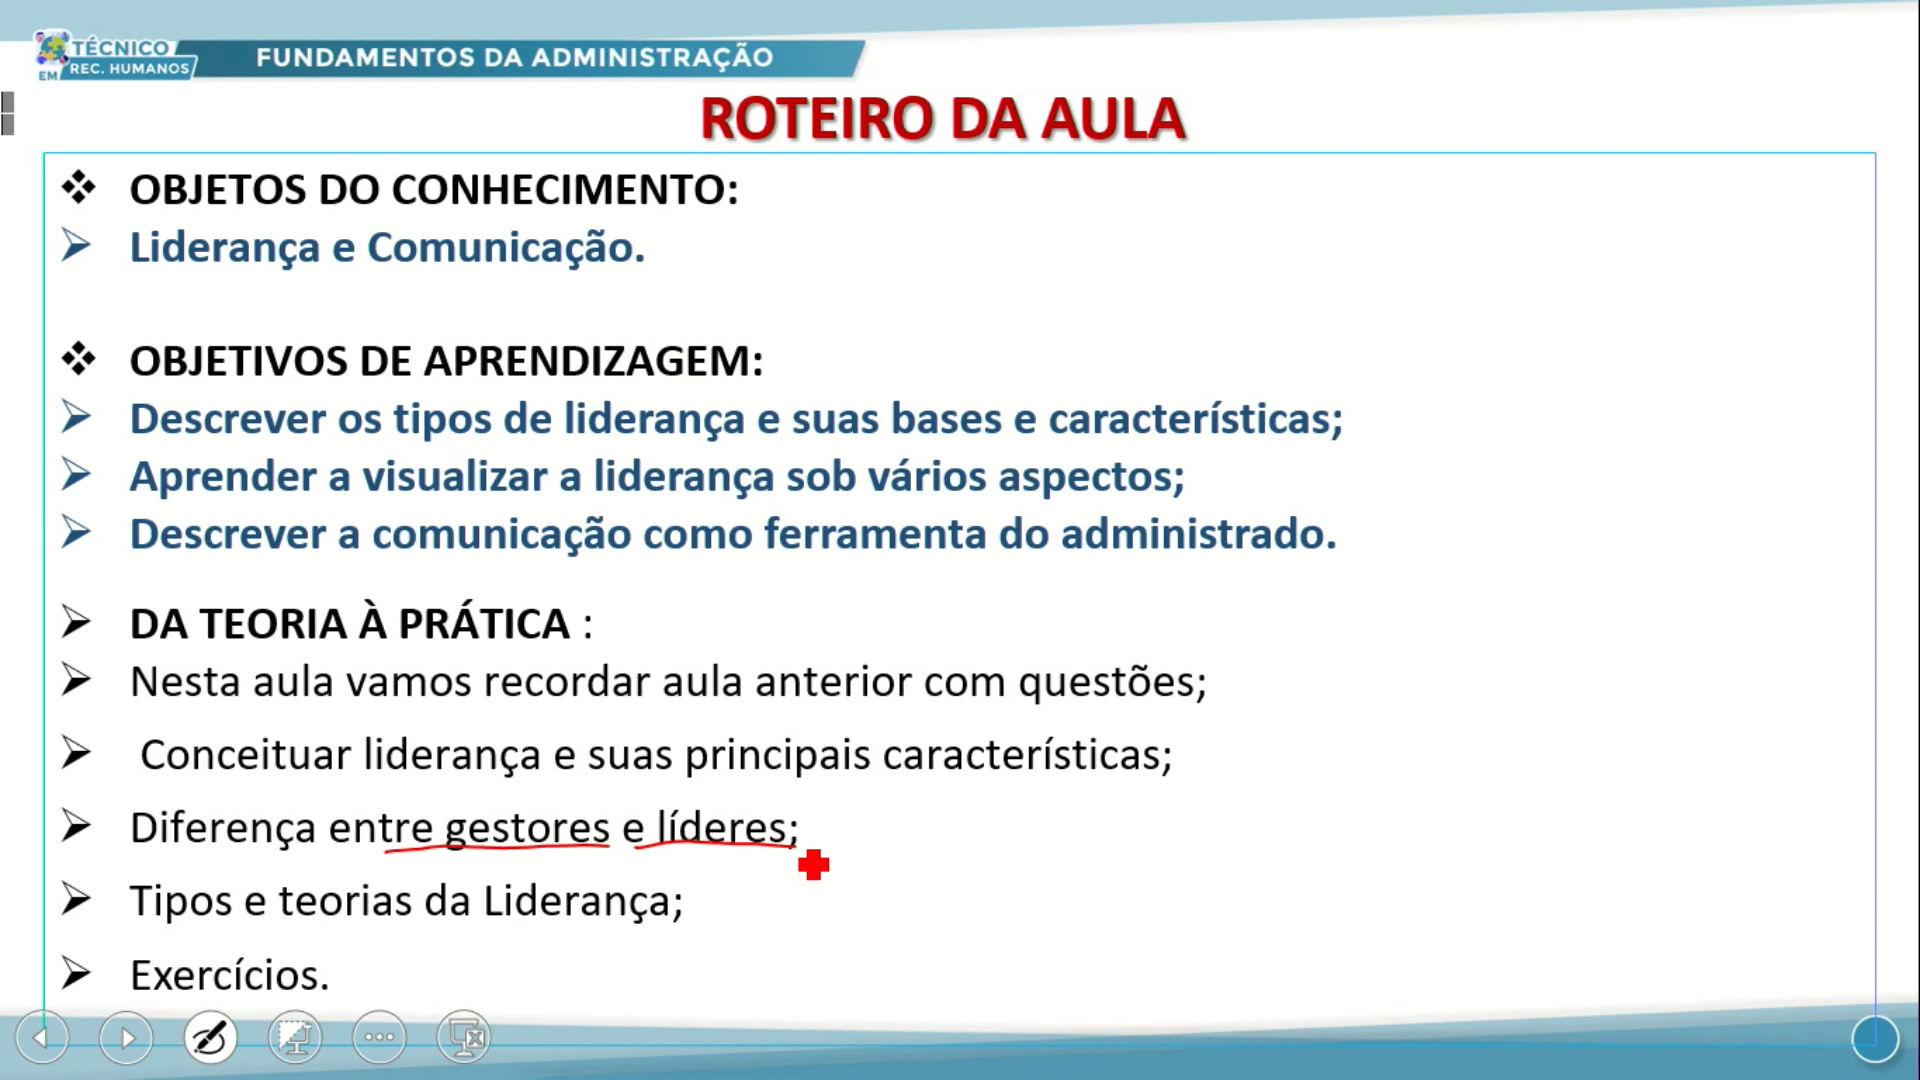 TÉCNICO
EM REC. HUMANOS
FUNDAMENTOS DA ADMINISTRAÇÃO
ROTEIRO DA AULA
OBJETOS DO CONHECIMENTO:
Liderança e Comunicação.
OBJETIVOS DE APRENDIZAGEM:
Descrever os tipos de liderança e suas bases e características;
Aprender a visualizar a liderança sob vários aspectos;
Descrever a comunicação como ferramenta do administrado.
DA TEORIA À PRÁTICA :
Nesta aula vamos recordar aula anterior com questões;
Conceituar liderança e suas principais características;
Diferença entre gestores e líderes;
Tipos e teorias da Liderança;
Exercícios.